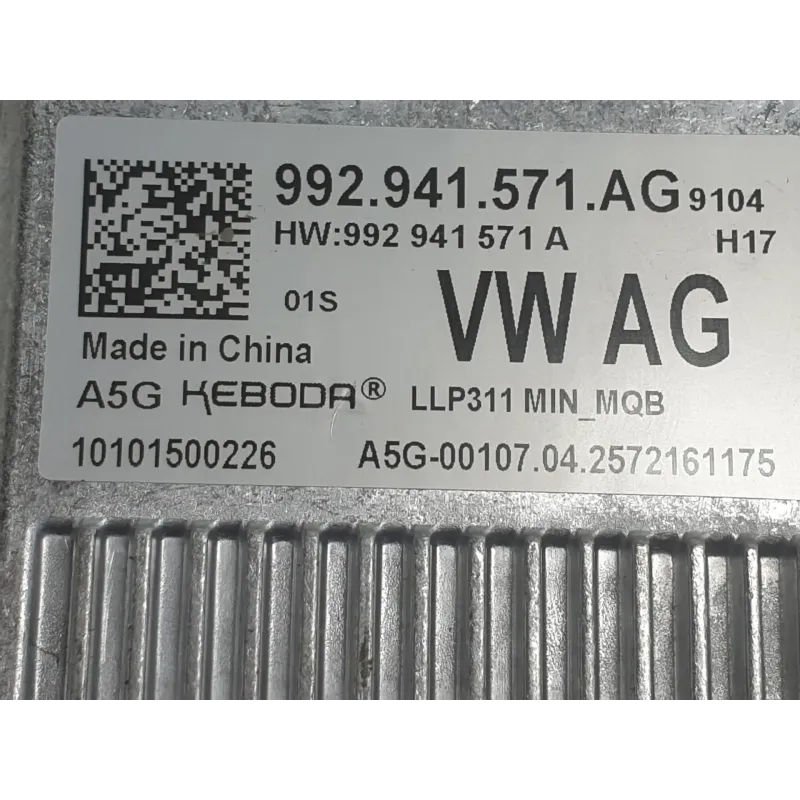 992.941.571.AG 9104
HW:992 941 571 A H17
01S VW AG
Made in China
A5G KEBODA® LLP311 MIN_MQB
10101500226 A5G-00107.04.2572161175